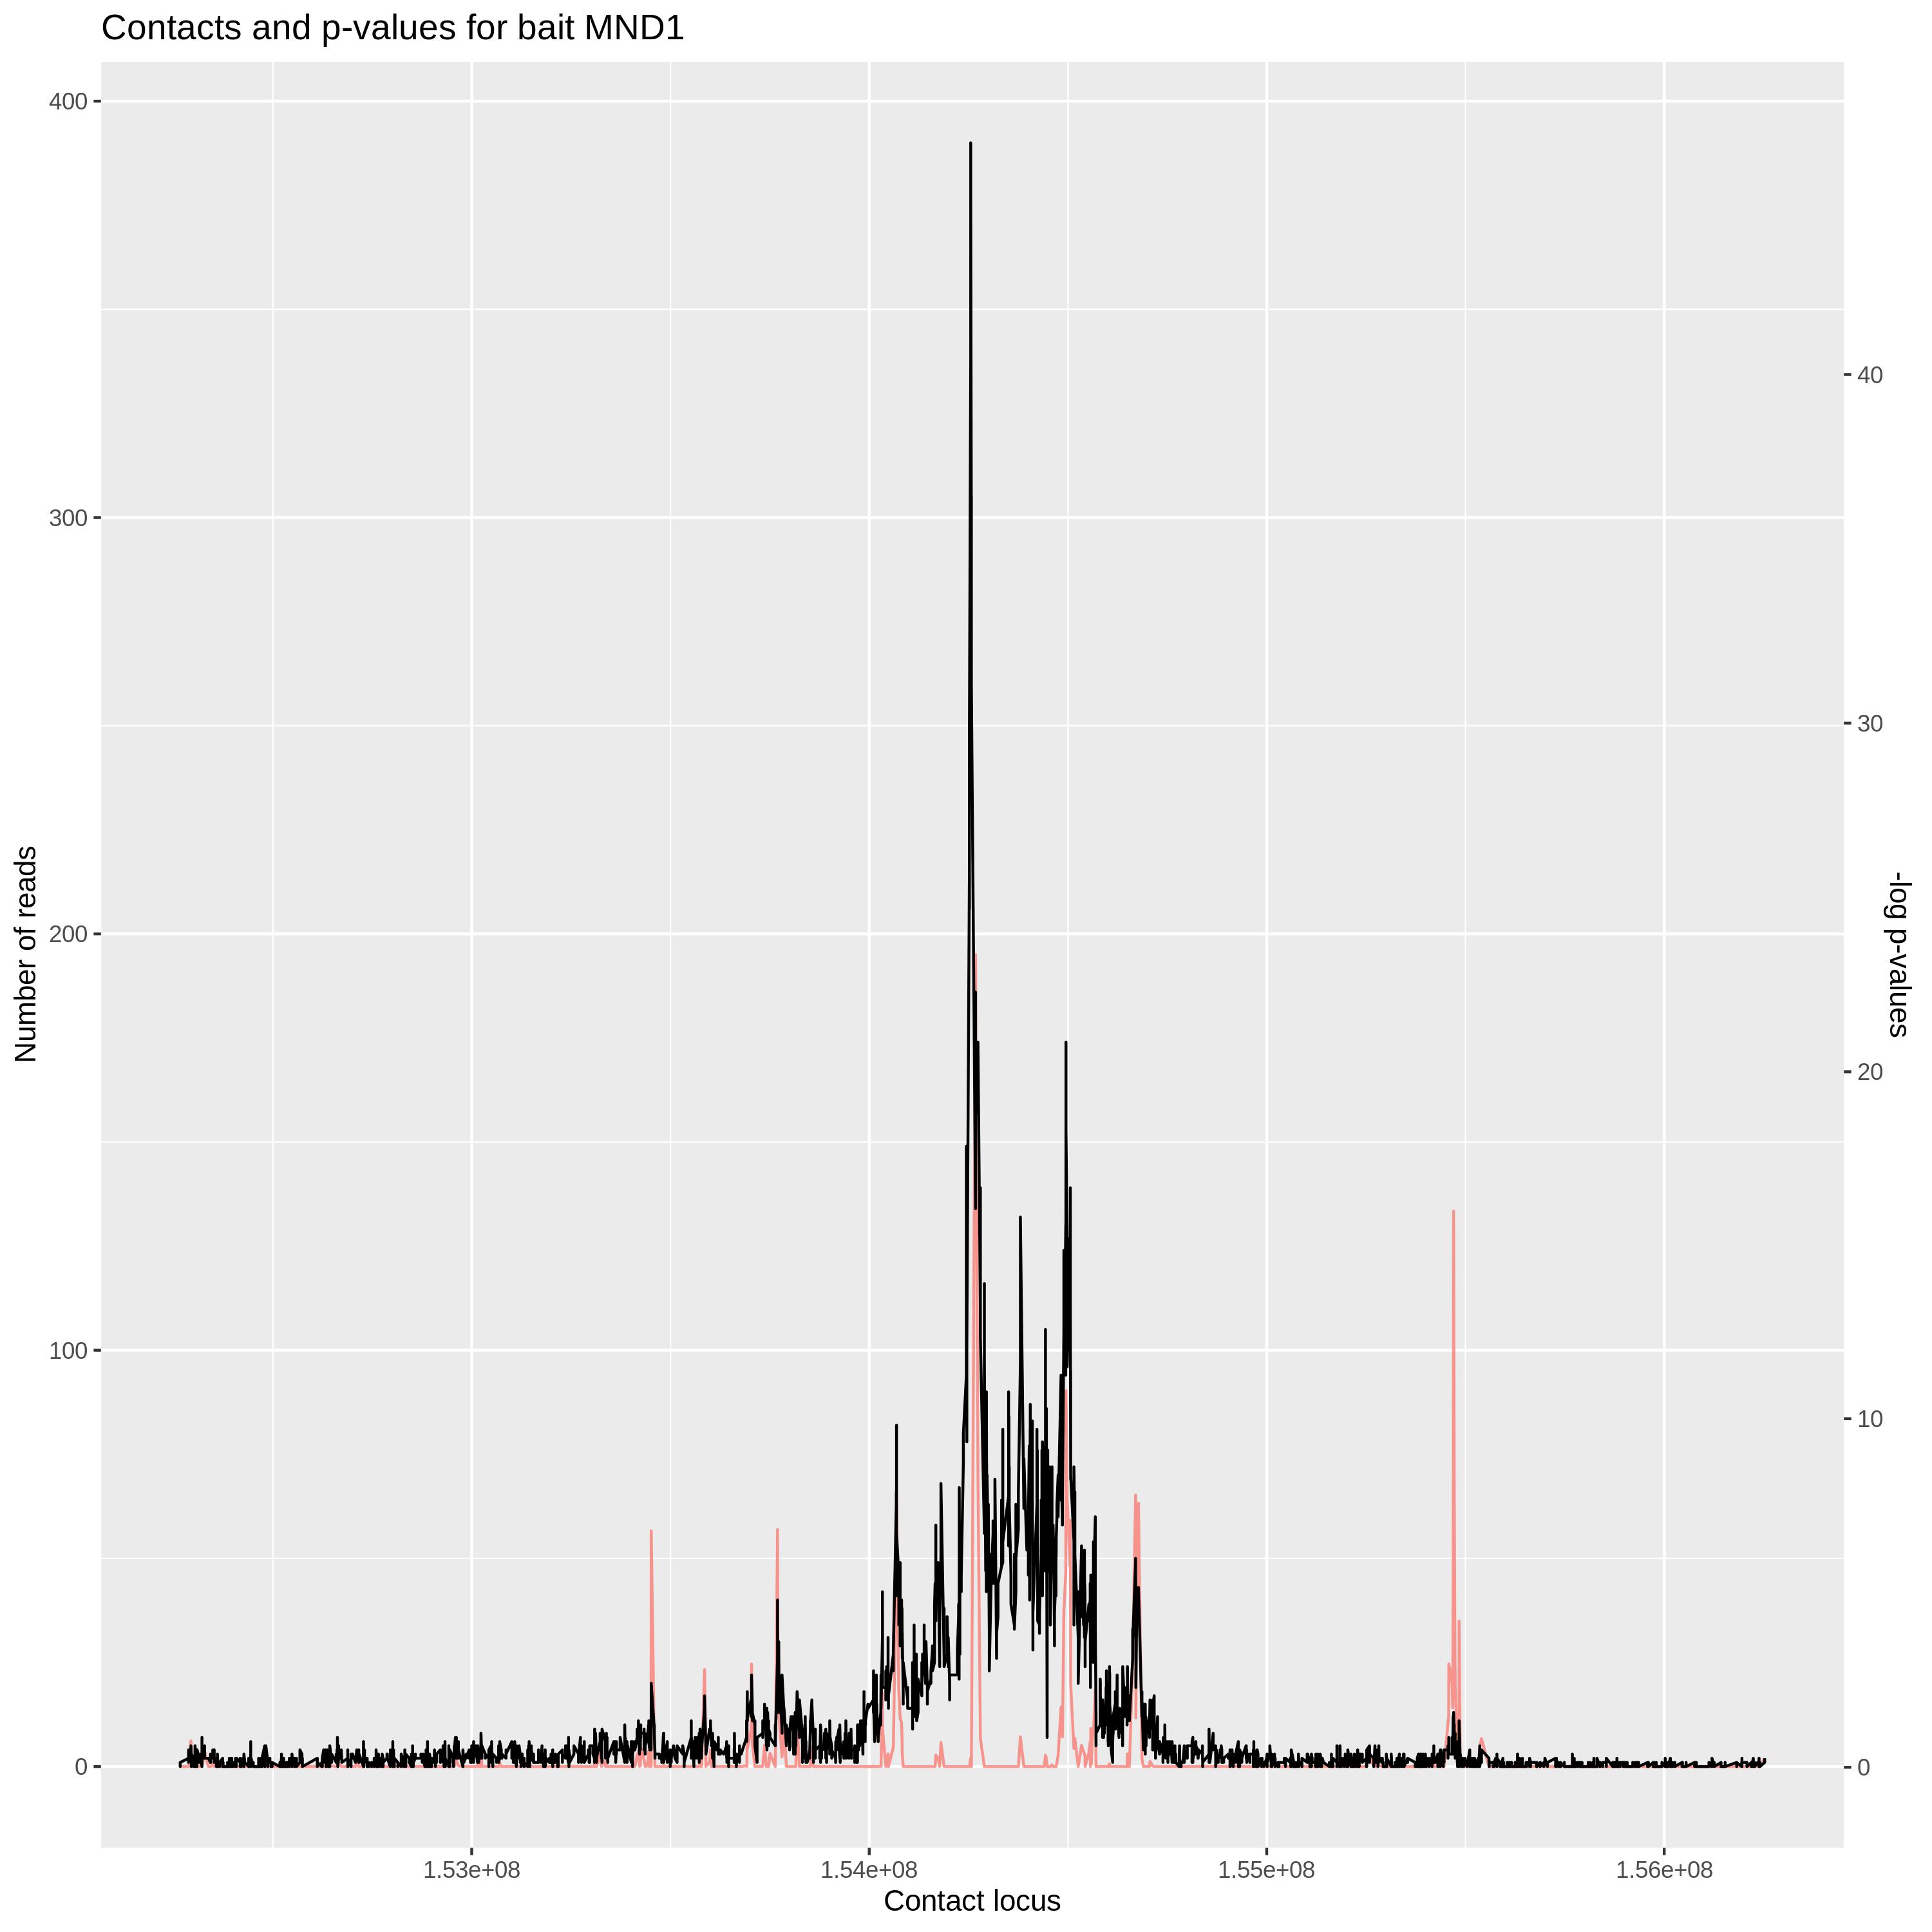 Contacts and p-values for bait MND1
400
300
200
100
0
Number of reads
40
30
20
10
0
-log p-values
1.53e+08
1.54e+08
1.55e+08
1.56e+08
Contact locus